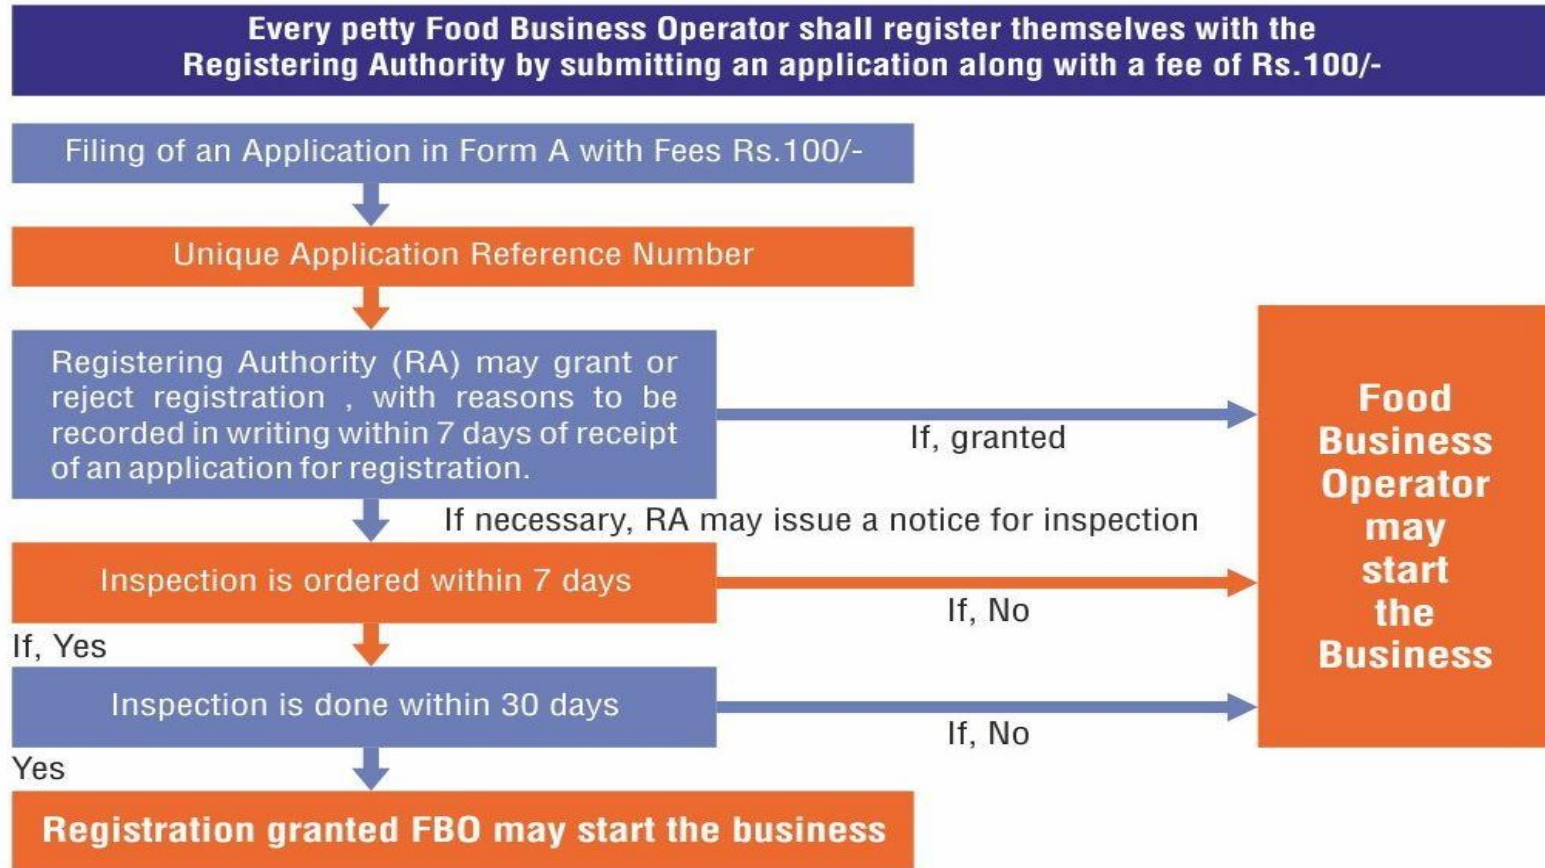 Every petty Food Business Operator shall register themselves with the
Registering Authority by submitting an application along with a fee of Rs.100/-
Filing of an Application in Form A with Fees Rs.100/-
Unique Application Reference Number
Registering Authority (RA) may grant or
reject registration , with reasons to be
recorded in writing within 7 days of receipt
of an application for registration.
If, granted
If necessary, RA may issue a notice for inspection
Inspection is ordered within 7 days
If, No
If, Yes
Inspection is done within 30 days
If, No
Yes
Registration granted FBO may start the business
Food
Business
Operator
may
start
the
Business